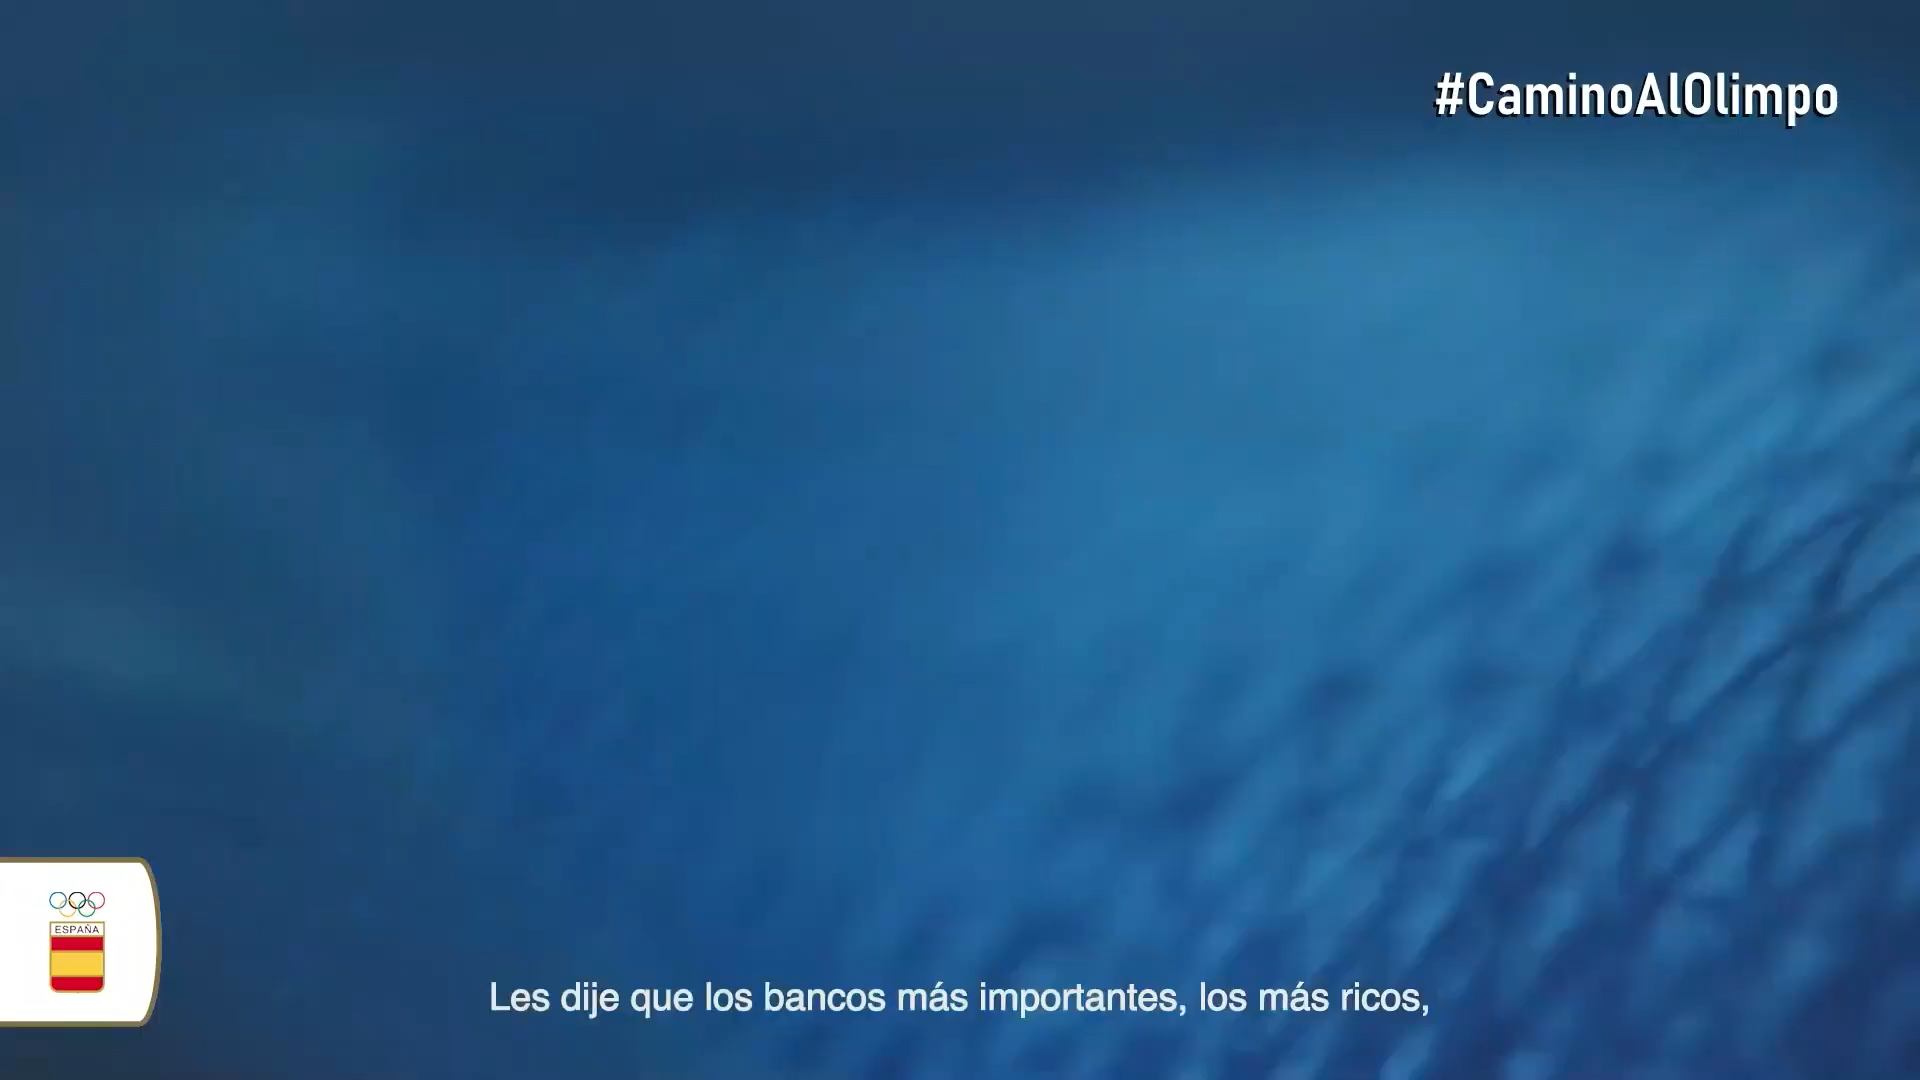 #CaminoAlOlimpo
ESPAÑA
Les dije que los bancos más importantes, los más ricos,